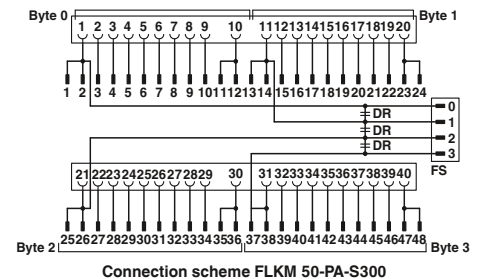 Byte 0 Byte 1
1 2 3 4 5 6 7 8 9 10 11 12 13 14 15 16 17 18 19 20
1 2 3 4 5 6 7 8 9 10 11 12 13 14 15 16 17 18 19 20 21 22 23 24
0
DR 1
DR 2
DR 3
FS
21 22 23 24 25 26 27 28 29 30 31 32 33 34 35 36 37 38 39 40
25 26 27 28 29 30 31 32 33 34 35 36 37 38 39 40 41 42 43 44 45 46 47 48
Byte 2 Byte 3
Connection scheme FLKM 50-PA-S300